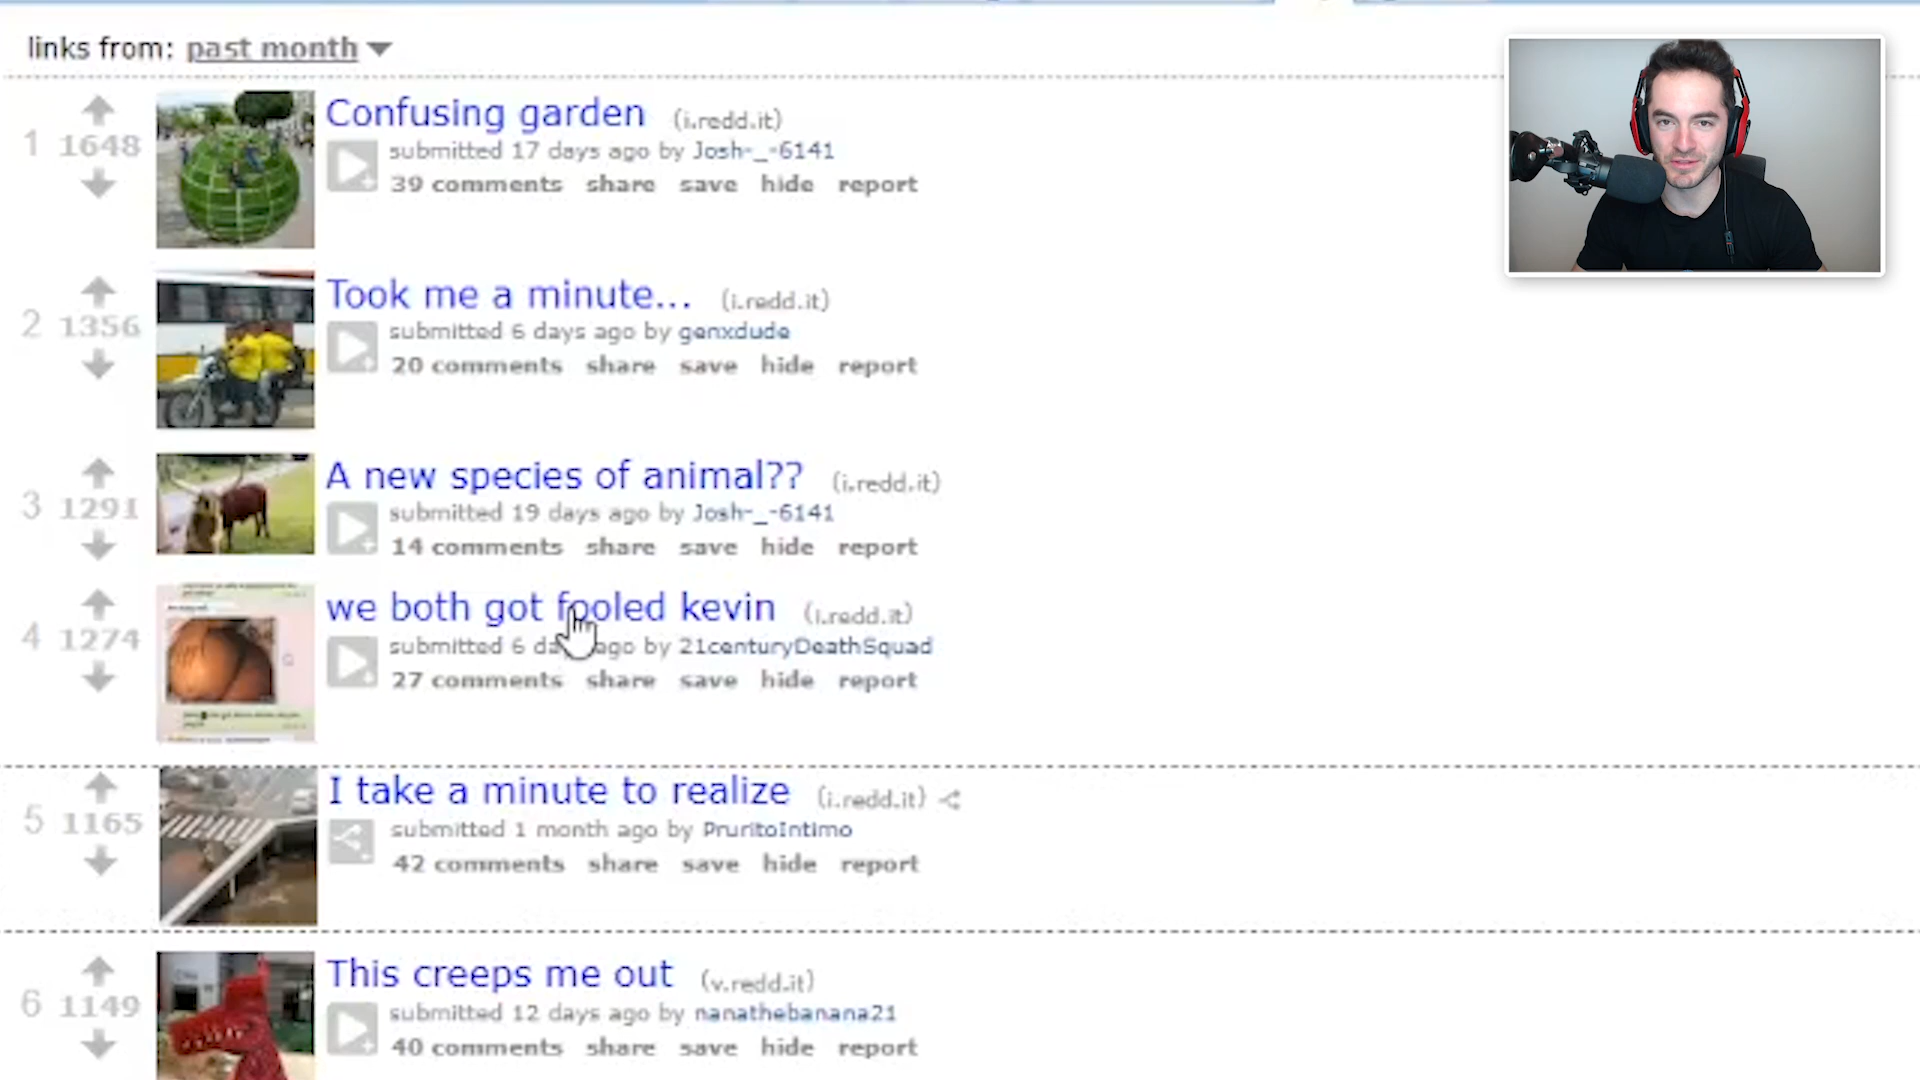 links from: past month
1 1648
Confusing garden (i.redd.it)
submitted 17 days ago by Josh-_-6141
39 comments share save hide report
2 1356
Took me a minute... (i.redd.it)
submitted 6 days ago by genxdude
20 comments share save hide report
3 1291
A new species of animal?? (i.redd.it)
submitted 19 days ago by Josh-_-6141
14 comments share save hide report
4 1274
we both got fooled kevin (i.redd.it)
submitted 6 ago by 21centuryDeathSquad
27 comments share save hide report
5 1165
I take a minute to realize (i.redd.it)
submitted 1 month ago by PruritoIntimo
42 comments share save hide report
6 1149
This creeps me out (v.redd.it)
submitted 12 days ago by nanathebanana21
40 comments share save hide report